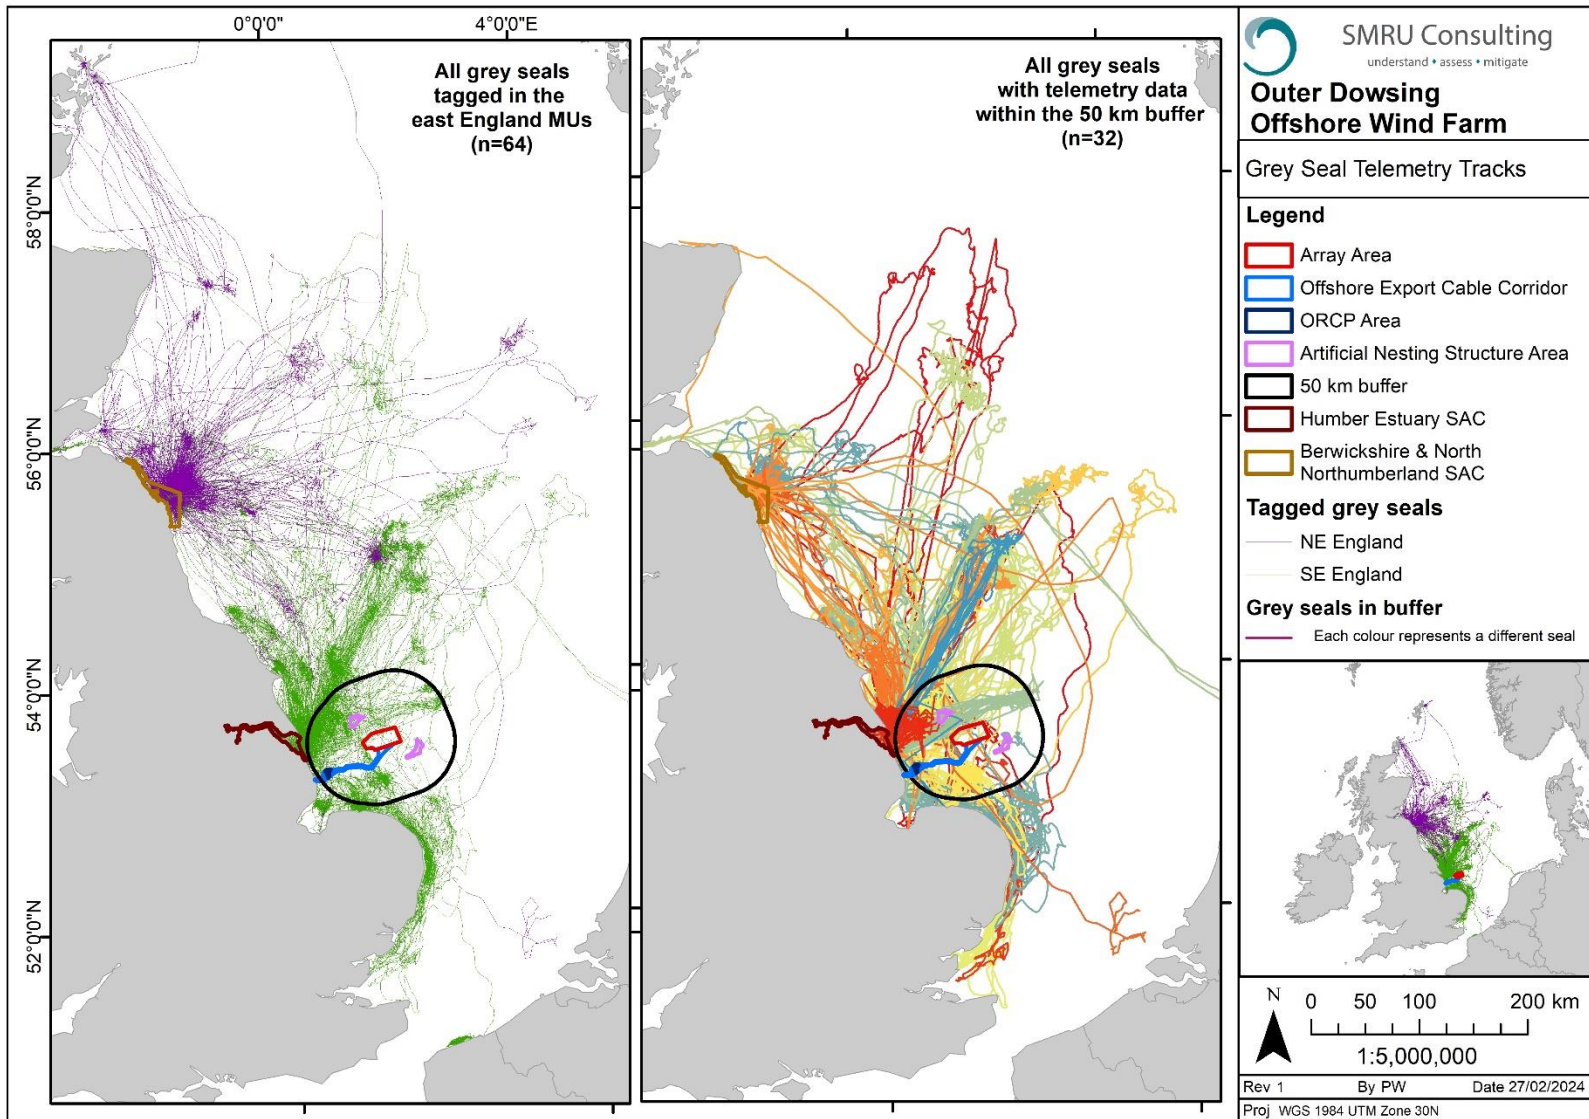 0°0'0"
4°0'0"E
58°0'0"N
56°0'0"N
54°0'0"N
52°0'0"N
All grey seals
tagged in the
east England MUs
(n=64)
All grey seals
with telemetry data
within the 50 km buffer
(n=32)
SMRU Consulting
understand • assess • mitigate
Outer Dowsing
Offshore Wind Farm
Grey Seal Telemetry Tracks
Legend
Array Area
Offshore Export Cable Corridor
ORCP Area
Artificial Nesting Structure Area
50 km buffer
Humber Estuary SAC
Berwickshire & North
Northumberland SAC
Tagged grey seals
NE England
SE England
Grey seals in buffer
Each colour represents a different seal
N
0 50 100 200 km
1:5,000,000
Rev 1 By PW Date 27/02/2024
Proj WGS 1984 UTM Zone 30N